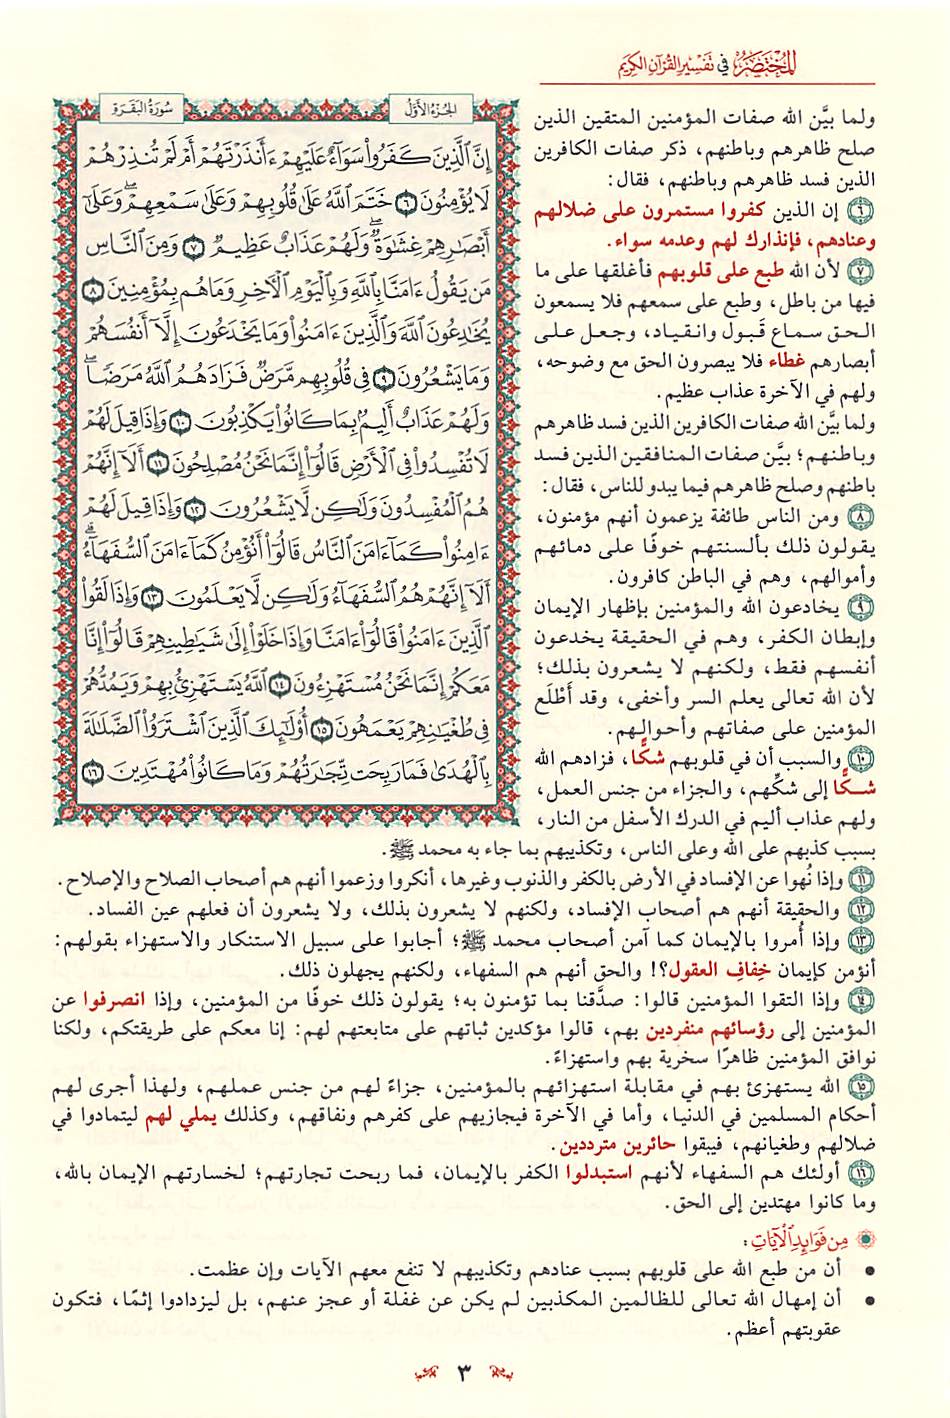 المختصر في تفسير القرآن الكريم
الجزء الأول
سورة البقرة
إِنَّ الَّذِينَ كَفَرُوا۟ سَوَآءٌ عَلَيْهِمْ ءَأَنذَرْتَهُمْ أَمْ لَمْ تُنذِرْهُمْ
لَا يُؤْمِنُونَ ٦ خَتَمَ اللَّهُ عَلَىٰ قُلُوبِهِمْ وَعَلَىٰ سَمْعِهِمْ ۖ وَعَلَىٰٓ
أَبْصَٰرِهِمْ غِشَٰوَةٌ ۖ وَلَهُمْ عَذَابٌ عَظِيمٌ ٧ وَمِنَ النَّاسِ
مَن يَقُولُ ءَامَنَّا بِاللَّهِ وَبِالْيَوْمِ الْءَاخِرِ وَمَا هُم بِمُؤْمِنِينَ ٨
يُخَٰدِعُونَ اللَّهَ وَالَّذِينَ ءَامَنُوا۟ وَمَا يَخْدَعُونَ إِلَّآ أَنفُسَهُمْ
وَمَا يَشْعُرُونَ ٩ فِى قُلُوبِهِم مَّرَضٌ فَزَادَهُمُ اللَّهُ مَرَضًا ۖ
وَلَهُمْ عَذَابٌ أَلِيمٌۢ بِمَا كَانُوا۟ يَكْذِبُونَ ١٠ وَإِذَا قِيلَ لَهُمْ
لَا تُفْسِدُوا۟ فِى الْأَرْضِ قَالُوٓا۟ إِنَّمَا نَحْنُ مُصْلِحُونَ ١١ أَلَآ إِنَّهُمْ
هُمُ الْمُفْسِدُونَ وَلَٰكِن لَّا يَشْعُرُونَ ١٢ وَإِذَا قِيلَ لَهُمْ
ءَامِنُوا۟ كَمَآ ءَامَنَ النَّاسُ قَالُوٓا۟ أَنُؤْمِنُ كَمَآ ءَامَنَ السُّفَهَآءُ ۗ
أَلَآ إِنَّهُمْ هُمُ السُّفَهَآءُ وَلَٰكِن لَّا يَعْلَمُونَ ١٣ وَإِذَا لَقُوا۟
الَّذِينَ ءَامَنُوا۟ قَالُوٓا۟ ءَامَنَّا وَإِذَا خَلَوْا۟ إِلَىٰ شَيَٰطِينِهِمْ قَالُوٓا۟ إِنَّا
مَعَكُمْ إِنَّمَا نَحْنُ مُسْتَهْزِءُونَ ١٤ اللَّهُ يَسْتَهْزِئُ بِهِمْ وَيَمُدُّهُمْ
فِى طُغْيَٰنِهِمْ يَعْمَهُونَ ١٥ أُو۟لَٰٓئِكَ الَّذِينَ اشْتَرَوُا۟ الضَّلَٰلَةَ
بِالْهُدَىٰ فَمَا رَبِحَت تِّجَٰرَتُهُمْ وَمَا كَانُوا۟ مُهْتَدِينَ ١٦
ولما بيَّن الله صفات المؤمنين المتقين الذين
صلح ظاهرهم وباطنهم، ذكر صفات الكافرين
الذين فسد ظاهرهم وباطنهم، فقال:
٦ إن الذين كفروا مستمرون على ضلالهم
وعنادهم، فإنذارك لهم وعدمه سواء.
٧ لأن الله طبع على قلوبهم فأغلقها على ما
فيها من باطل، وطبع على سمعهم فلا يسمعون
الحق سماع قَبول وانقياد، وجعل على
أبصارهم غطاء فلا يبصرون الحق مع وضوحه،
ولهم في الآخرة عذاب عظيم.
ولما بيَّن الله صفات الكافرين الذين فسد ظاهرهم
وباطنهم؛ بيَّن صفات المنافقين الذين فسد
باطنهم وصلح ظاهرهم فيما يبدو للناس، فقال:
٨ ومن الناس طائفة يزعمون أنهم مؤمنون،
يقولون ذلك بألسنتهم خوفًا على دمائهم
وأموالهم، وهم في الباطن كافرون.
٩ يخادعون الله والمؤمنين بإظهار الإيمان
وإبطان الكفر، وهم في الحقيقة يخدعون
أنفسهم فقط، ولكنهم لا يشعرون بذلك؛
لأن الله تعالى يعلم السر وأخفى، وقد أَطْلَع
المؤمنين على صفاتهم وأحوالهم.
١٠ والسبب أن في قلوبهم شكًّا، فزادهم الله
شكًّا إلى شكِّهم، والجزاء من جنس العمل،
ولهم عذاب أليم في الدرك الأسفل من النار،
بسبب كذبهم على الله وعلى الناس، وتكذيبهم بما جاء به محمد ﷺ.
١١ وإذا نُهوا عن الإفساد في الأرض بالكفر والذنوب وغيرها، أنكروا وزعموا أنهم هم أصحاب الصلاح والإصلاح.
١٢ والحقيقة أنهم هم أصحاب الإفساد، ولكنهم لا يشعرون بذلك، ولا يشعرون أن فعلهم عين الفساد.
١٣ وإذا أُمروا بالإيمان كما آمن أصحاب محمد ﷺ؛ أجابوا على سبيل الاستنكار والاستهزاء بقولهم:
أنؤمن كإيمان خِفافِ العقول؟! والحق أنهم هم السفهاء، ولكنهم يجهلون ذلك.
١٤ وإذا التقوا المؤمنين قالوا: صدَّقنا بما تؤمنون به؛ يقولون ذلك خوفًا من المؤمنين، وإذا انصرفوا عن
المؤمنين إلى رؤسائهم منفردين بهم، قالوا مؤكدين ثباتهم على متابعتهم لهم: إنا معكم على طريقتكم، ولكنا
نوافق المؤمنين ظاهرًا سخرية بهم واستهزاءً.
١٥ الله يستهزئ بهم في مقابلة استهزائهم بالمؤمنين، جزاءً لهم من جنس عملهم، ولهذا أجرى لهم
أحكام المسلمين في الدنيا، وأما في الآخرة فيجازيهم على كفرهم ونفاقهم، وكذلك يملي لهم ليتمادوا في
ضلالهم وطغيانهم، فيبقوا حائرين مترددين.
١٦ أولئك هم السفهاء لأنهم استبدلوا الكفر بالإيمان، فما ربحت تجارتهم؛ لخسارتهم الإيمان بالله،
وما كانوا مهتدين إلى الحق.
من فوائد الآيات:
• أن من طبع الله على قلوبهم بسبب عنادهم وتكذيبهم لا تنفع معهم الآيات وإن عظمت.
• أن إمهال الله تعالى للظالمين المكذبين لم يكن عن غفلة أو عجز عنهم، بل ليزدادوا إثمًا، فتكون
عقوبتهم أعظم.
٣